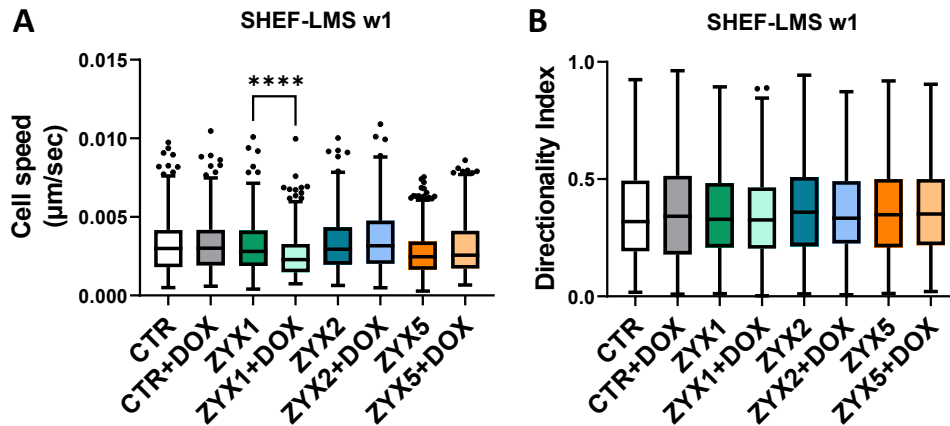 A
SHEF-LMS w1
Cell speed
(μm/sec)
0.015
0.010
0.005
0.000
****
CTR
CTR+DOX
ZYX1
ZYX1+DOX
ZYX2
ZYX2+DOX
ZYX5
ZYX5+DOX
B
SHEF-LMS w1
Directionality Index
1.0
0.5
0.0
CTR
CTR+DOX
ZYX1
ZYX1+DOX
ZYX2
ZYX2+DOX
ZYX5
ZYX5+DOX